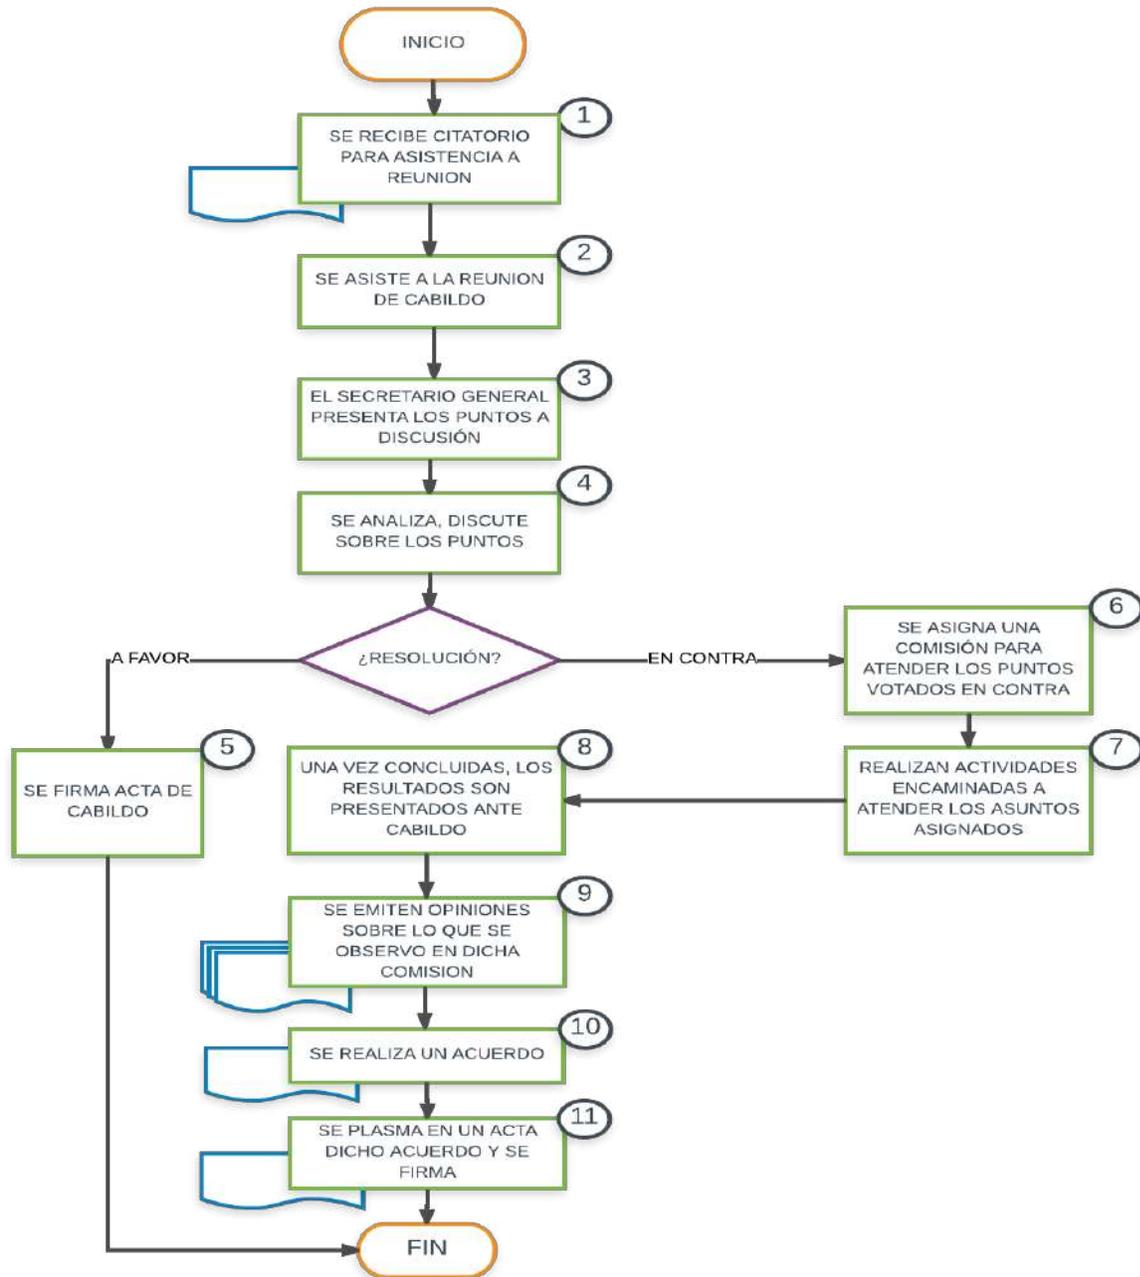 INICIO
1
SE RECIBE CITATORIO
PARA ASISTENCIA A
REUNION
2
SE ASISTE A LA REUNION
DE CABILDO
3
EL SECRETARIO GENERAL
PRESENTA LOS PUNTOS A
DISCUSIÓN
4
SE ANALIZA, DISCUTE
SOBRE LOS PUNTOS
¿RESOLUCIÓN?
A FAVOR
EN CONTRA
5
SE FIRMA ACTA DE
CABILDO
6
SE ASIGNA UNA
COMISIÓN PARA
ATENDER LOS PUNTOS
VOTADOS EN CONTRA
7
REALIZAN ACTIVIDADES
ENCAMINADAS A
ATENDER LOS ASUNTOS
ASIGNADOS
8
UNA VEZ CONCLUIDAS, LOS
RESULTADOS SON
PRESENTADOS ANTE
CABILDO
9
SE EMITEN OPINIONES
SOBRE LO QUE SE
OBSERVO EN DICHA
COMISION
10
SE REALIZA UN ACUERDO
11
SE PLASMA EN UN ACTA
DICHO ACUERDO Y SE
FIRMA
FIN